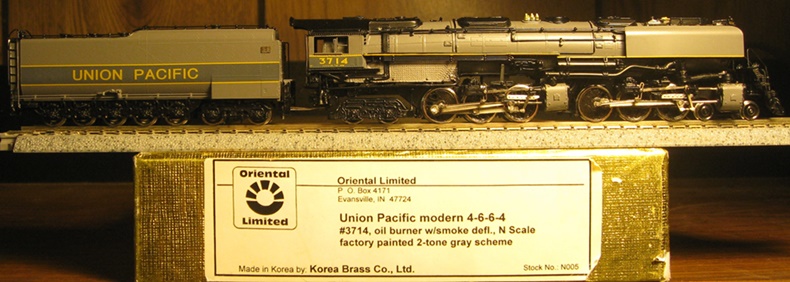 UNION PACIFIC
3714
Oriental
Limited
Oriental Limited
P. O. Box 4171
Evansville, IN 47724
Union Pacific modern 4-6-6-4
#3714, oil burner w/smoke defl., N Scale
factory painted 2-tone gray scheme
Made in Korea by: Korea Brass Co., Ltd.
Stock No.: N005